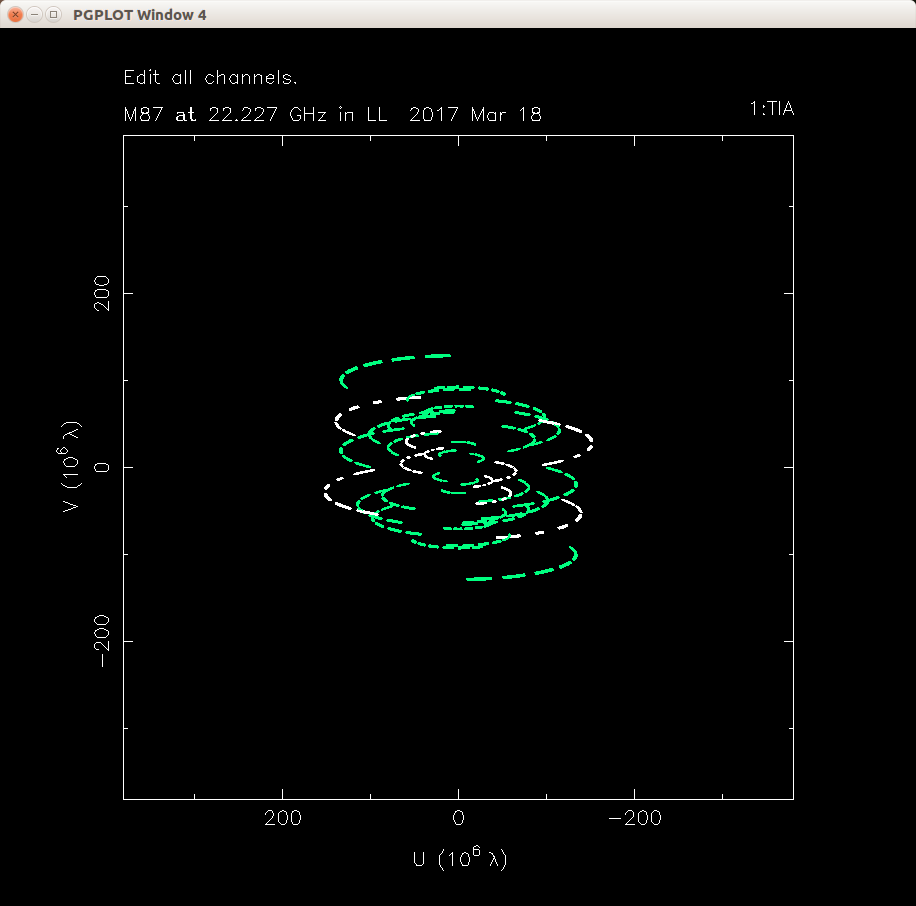 PGPLOT Window 4
Edit all channels.
M87 at 22.227 GHz in LL 2017 Mar 18
1:TIA
200
0
−200
V (10⁶ λ)
200
0
−200
U (10⁶ λ)